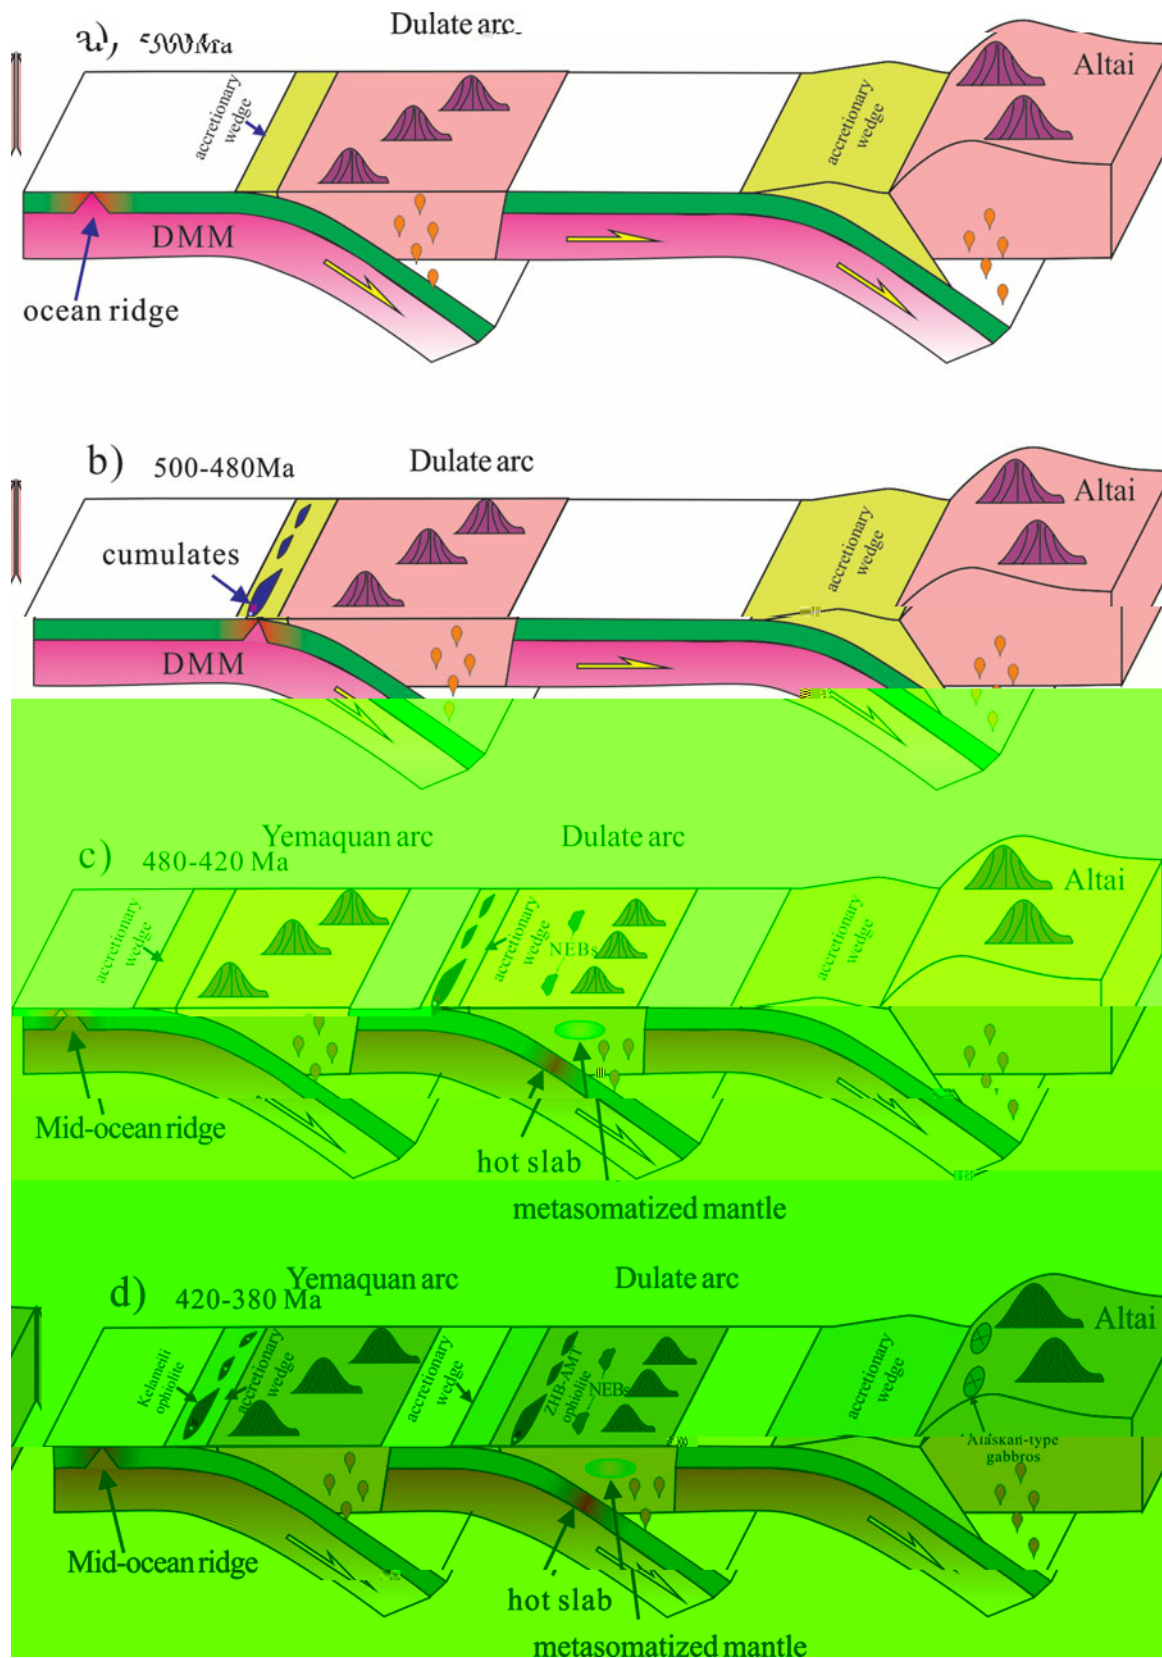 Dulate arc
a) 500Ma
Altai
accretionary
wedge
accretionary
wedge
DMM
ocean ridge
b) 500-480Ma
Dulate arc
Altai
cumulates
accretionary
wedge
DMM
Yemaquan arc
Dulate arc
c) 480-420 Ma
Altai
accretionary
wedge
accretionary
wedge
NEBs
accretionary
wedge
Mid-ocean ridge
hot slab
metasomatized mantle
Yemaquan arc
Dulate arc
d) 420-380 Ma
Altai
Kelameili
ophiolite
accretionary
wedge
accretionary
wedge
ZHB-AMT
ophiolite
NEBs
accretionary
wedge
Alaskan-type
gabbros
Mid-ocean ridge
hot slab
metasomatized mantle